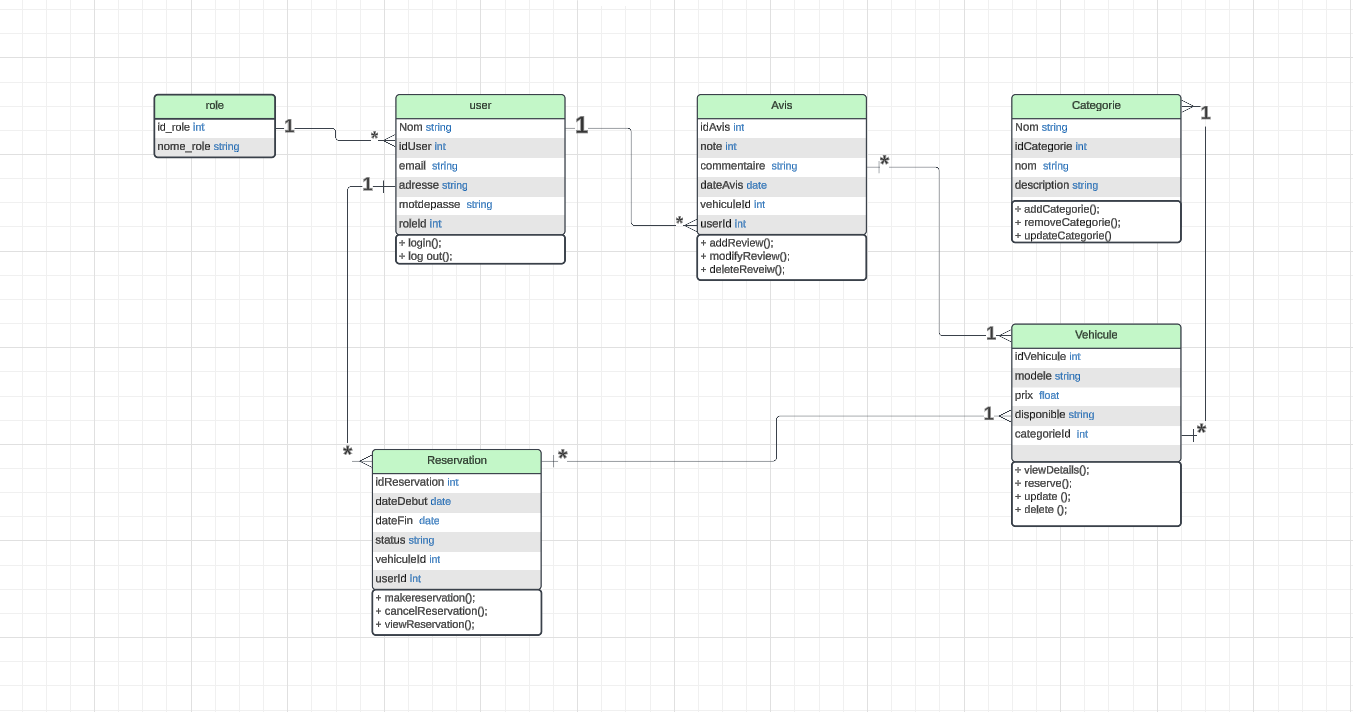 role
id_role int
nome_role string
1
*
user
Nom string
idUser int
email string
adresse string
motdepasse string
roleId int
+ login();
+ log out();
1
*
1
*
Avis
idAvis int
note int
commentaire string
dateAvis date
vehiculeId int
userId int
+ addReview();
+ modifyReview();
+ deleteReveiw();
*
1
Categorie
Nom string
idCategorie int
nom string
description string
+ addCategorie();
+ removeCategorie();
+ updateCategorie()
1
*
Vehicule
idVehicule int
modele string
prix float
disponible string
categorieId int
+ viewDetails();
+ reserve();
+ update ();
+ delete ();
1
*
Reservation
idReservation int
dateDebut date
dateFin date
status string
vehiculeId int
userId int
+ makereservation();
+ cancelReservation();
+ viewReservation();